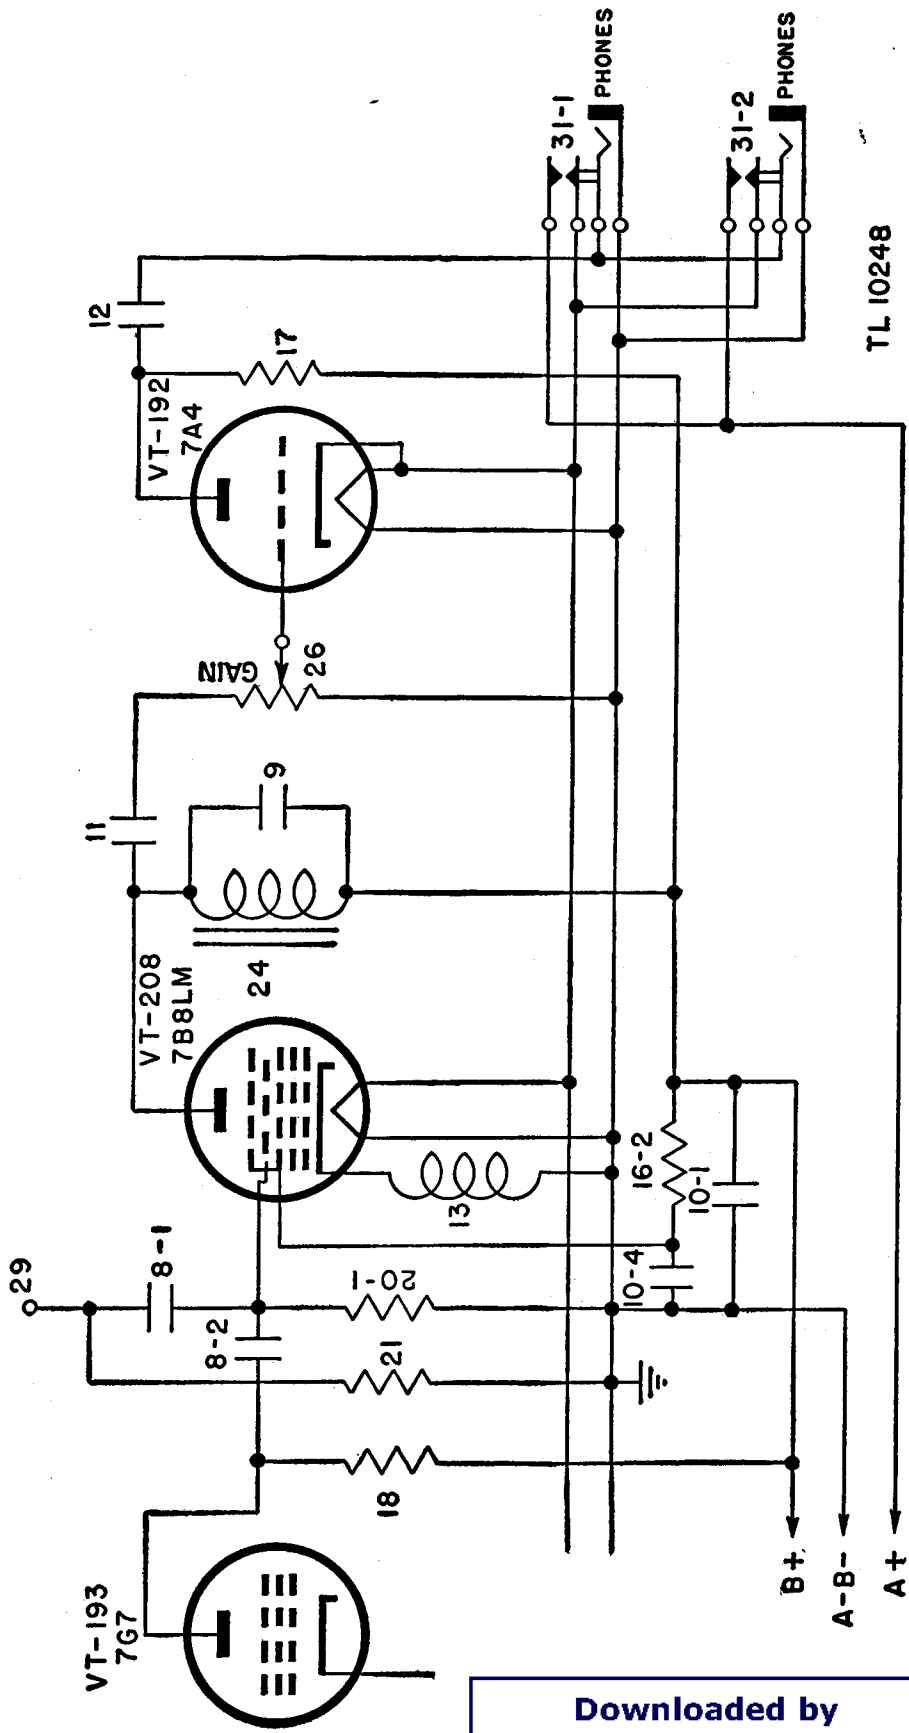 29
8-1
8-2
VT-193
7G7
18
21
20-1
13
VT-208
7B8LM
24
11
9
GAIN
26
VT-192
7A4
12
17
16-2
10-1
10-4
31-1
PHONES
31-2
PHONES
TL 10248
B+
A-B-
A+
Downloaded by